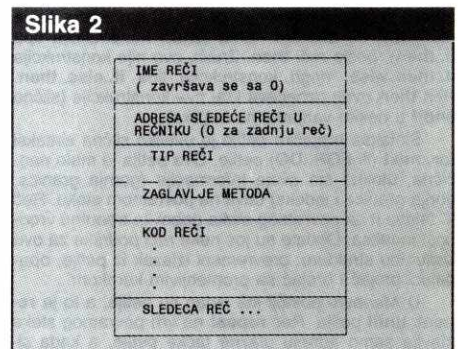 Slika 2
IME REČI
( završava se sa 0)
ADRESA SLEDEĆE REČI U
REČNIKU (0 za zadnju reč)
TIP REČI
ZAGLAVLJE METODA
KOD REČI
.
.
.
SLEDECA REČ ...